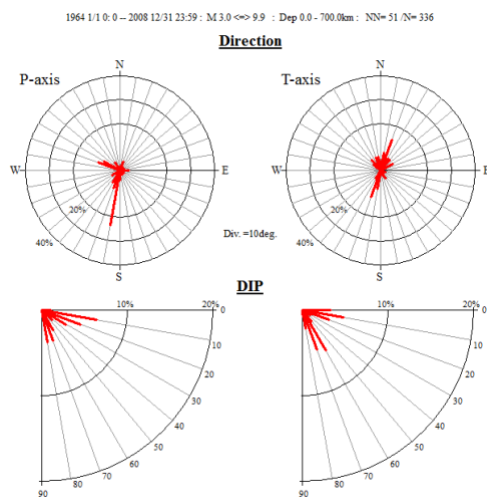 1964 1/1 0: 0 -- 2008 12/31 23:59 : M 3.0 <=> 9.9 : Dep 0.0 - 700.0km : NN= 51 /N= 336
Direction
P-axis
T-axis
N
N
W
E
W
E
20%
20%
40%
40%
Div. =10deg.
S
S
DIP
10%
20%
0
10%
20%
0
10
10
20
20
30
30
40
40
50
50
60
60
70
70
80
80
90
90